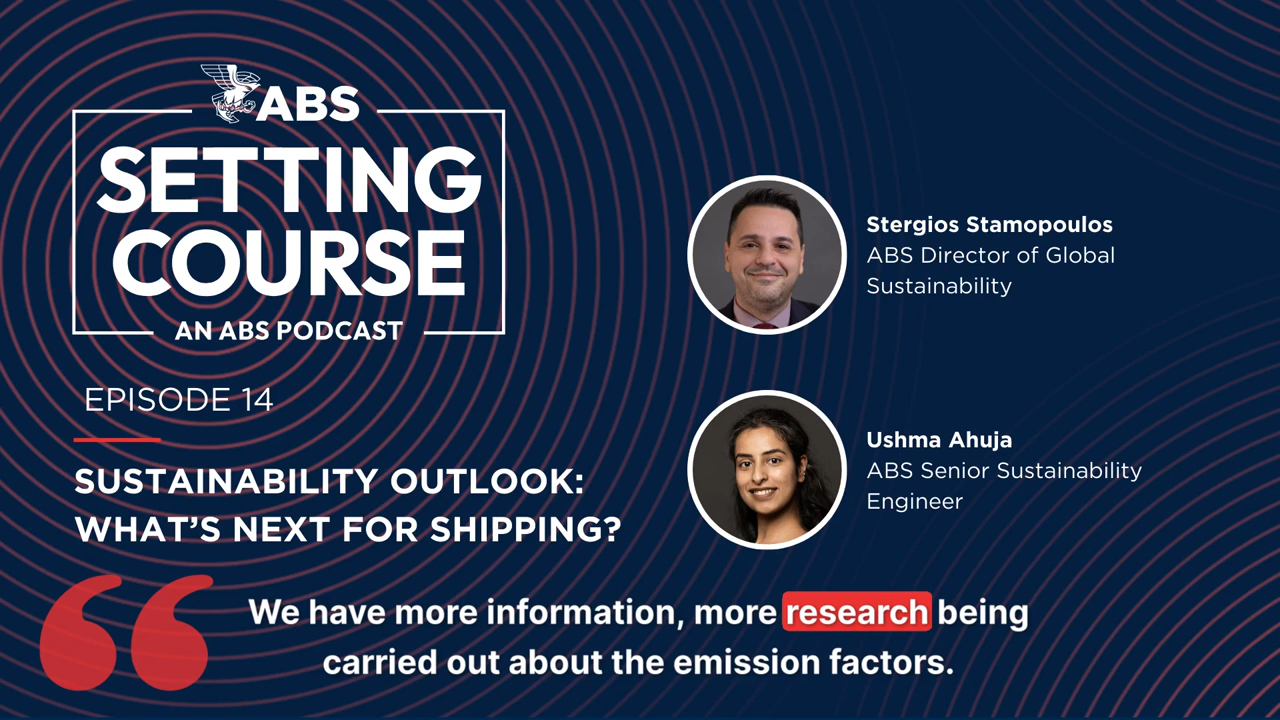 ABS
SETTING
COURSE
AN ABS PODCAST
EPISODE 14
SUSTAINABILITY OUTLOOK:
WHAT'S NEXT FOR SHIPPING?
Stergios Stamopoulos
ABS Director of Global
Sustainability
Ushma Ahuja
ABS Senior Sustainability
Engineer
We have more information, more research being
carried out about the emission factors.